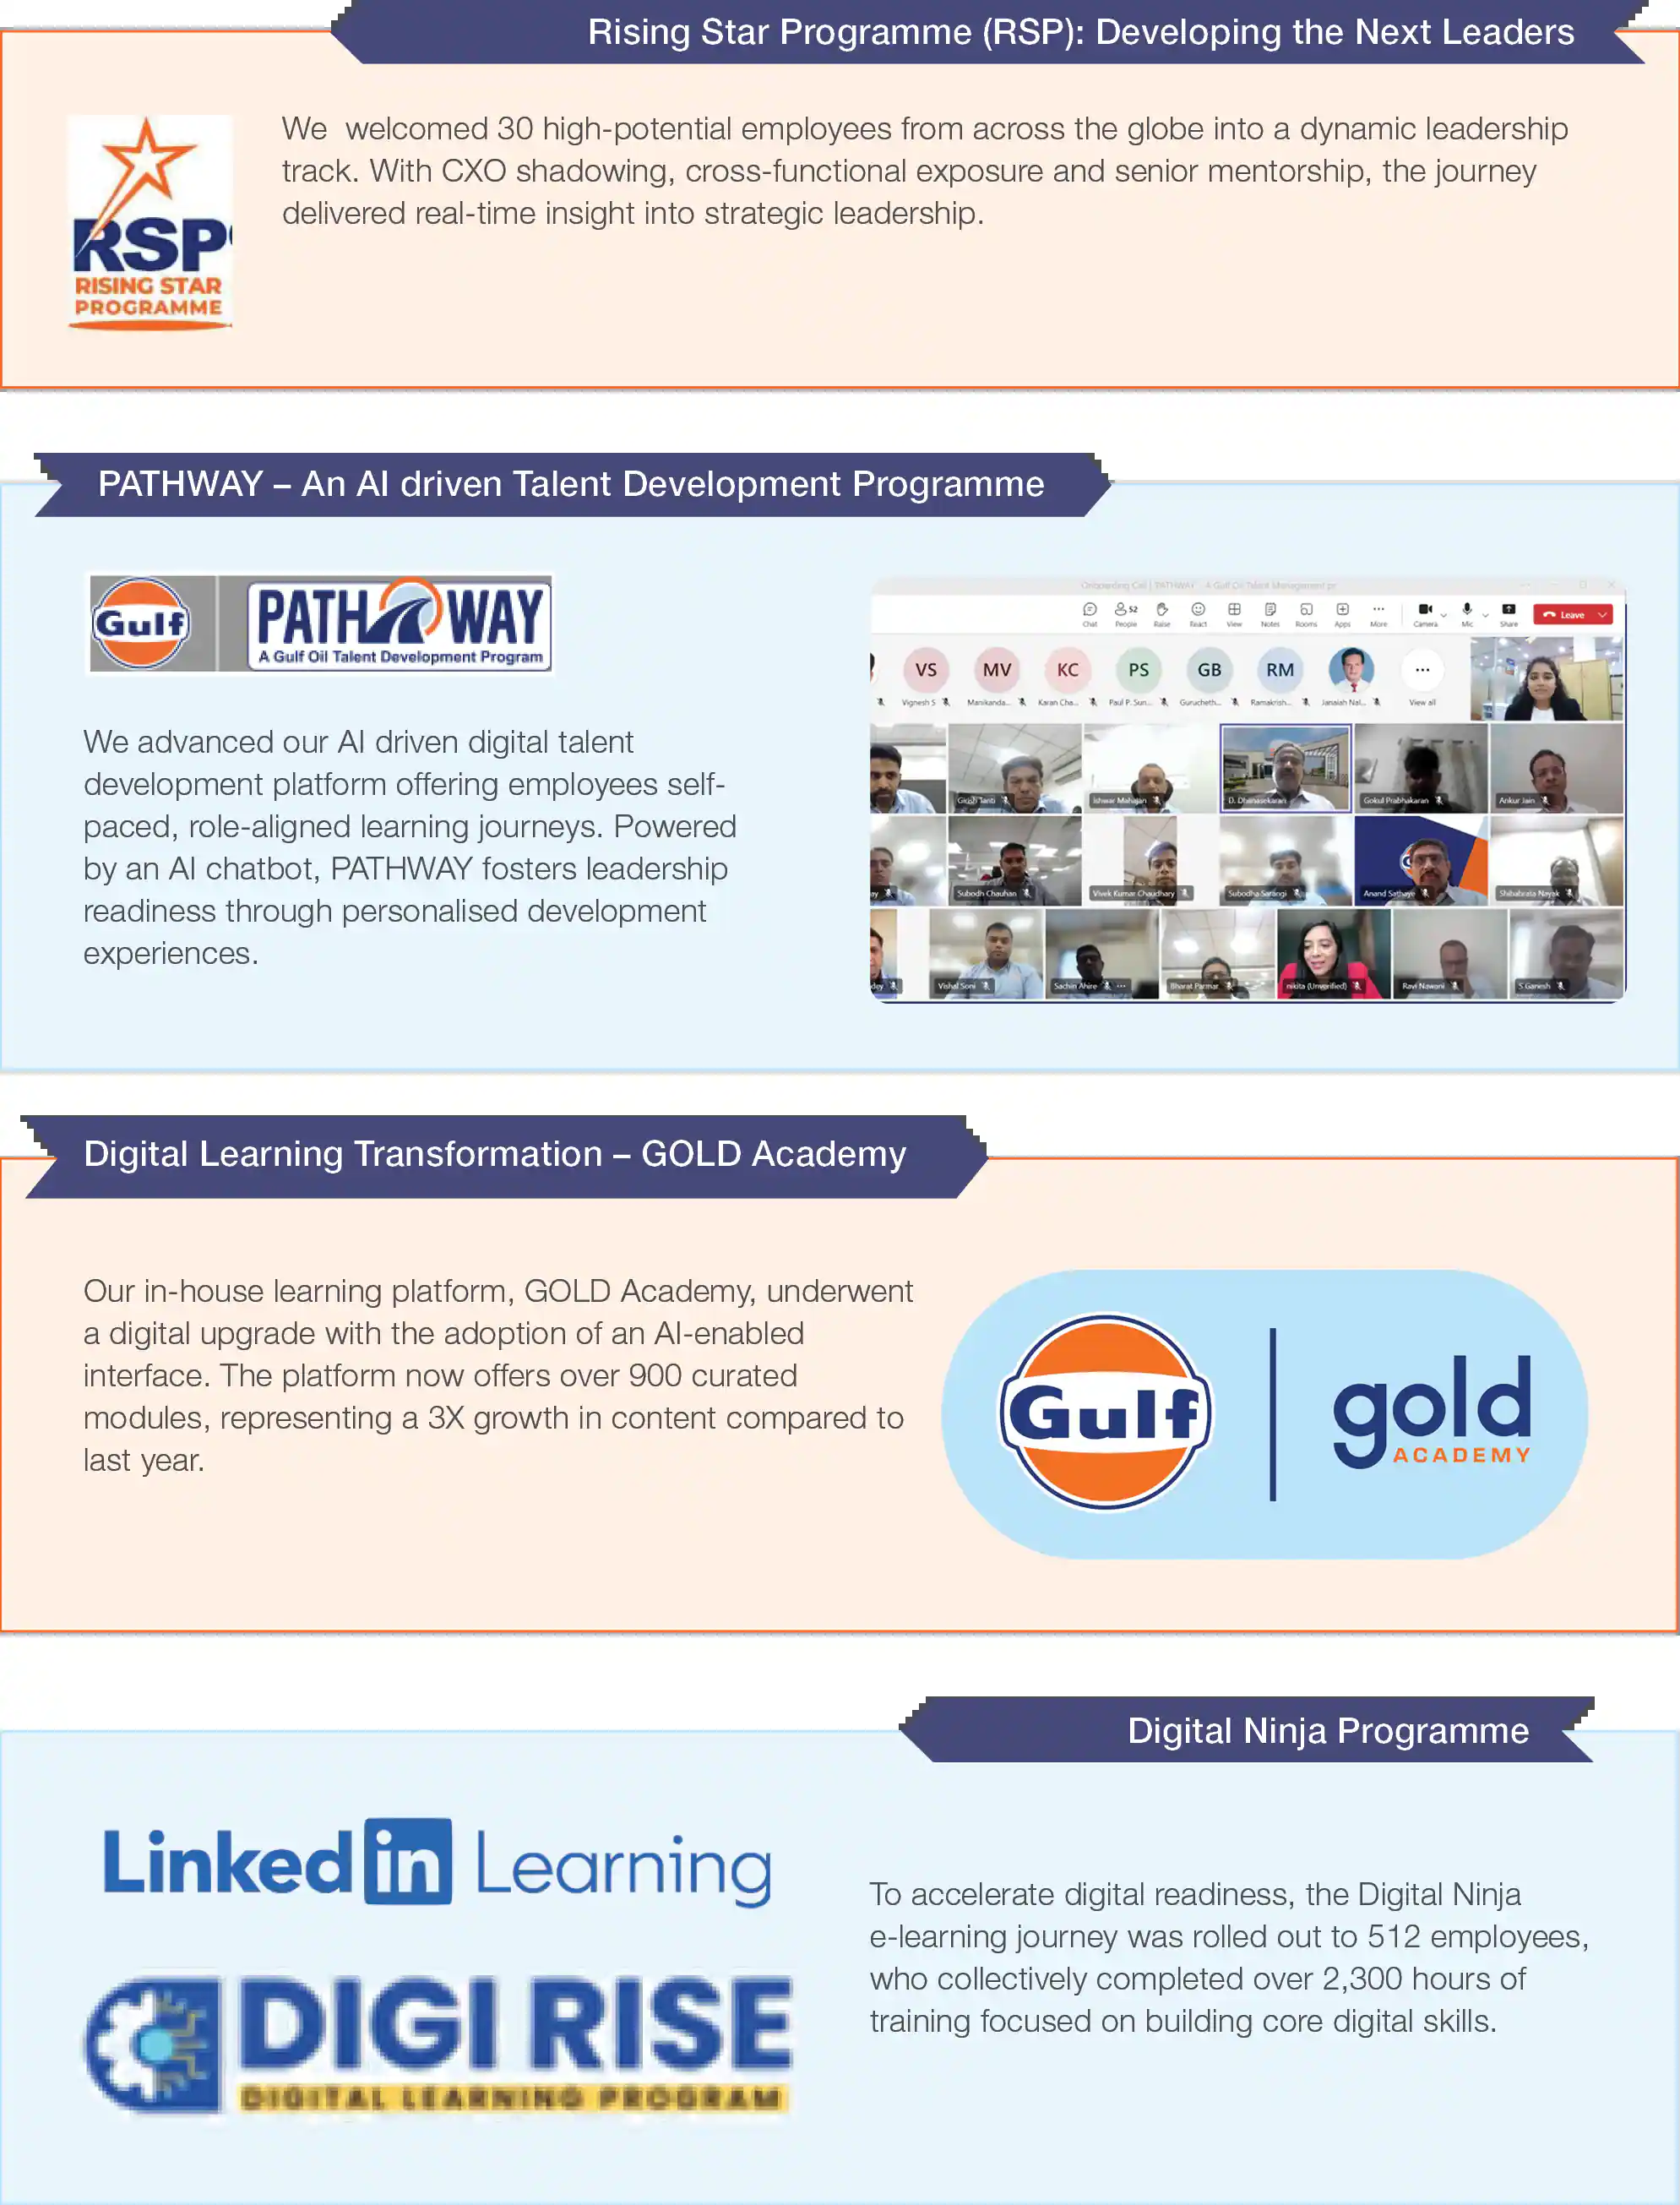 Rising Star Programme (RSP): Developing the Next Leaders
RSP
RISING STAR
PROGRAMME
We welcomed 30 high-potential employees from across the globe into a dynamic leadership
track. With CXO shadowing, cross-functional exposure and senior mentorship, the journey
delivered real-time insight into strategic leadership.
PATHWAY – An AI driven Talent Development Programme
Gulf
PATHWAY
A Gulf Oil Talent Development Program
We advanced our AI driven digital talent
development platform offering employees self-
paced, role-aligned learning journeys. Powered
by an AI chatbot, PATHWAY fosters leadership
readiness through personalised development
experiences.
Onboarding Call | PATHWAY - A Gulf Oil Talent Management pr
52
Chat People Raise React View Notes Rooms Apps More Camera Mic Share Leave
VS MV KC PS GB RM ...
Vignesh S Manikanda... Karan Cha... Paul P. Sun... Gurucheth... Ramakrish... Janaiah Nal... View all
Girish Tanti Ishwar Mahajan D. Dhanasekaran Gokul Prabhakaran Ankur Jain
ay Subodh Chauhan Vivek Kumar Chaudhary Subodha Sarangi Anand Sathaye Shibabrata Nayak
dey Vishal Soni Sachin Ahire Bharat Parmar nikita (Unverified) Ravi Nawani S Ganesh
Digital Learning Transformation – GOLD Academy
Our in-house learning platform, GOLD Academy, underwent
a digital upgrade with the adoption of an AI-enabled
interface. The platform now offers over 900 curated
modules, representing a 3X growth in content compared to
last year.
Gulf
gold
ACADEMY
Digital Ninja Programme
Linked in Learning
DIGI RISE
DIGITAL LEARNING PROGRAM
To accelerate digital readiness, the Digital Ninja
e-learning journey was rolled out to 512 employees,
who collectively completed over 2,300 hours of
training focused on building core digital skills.